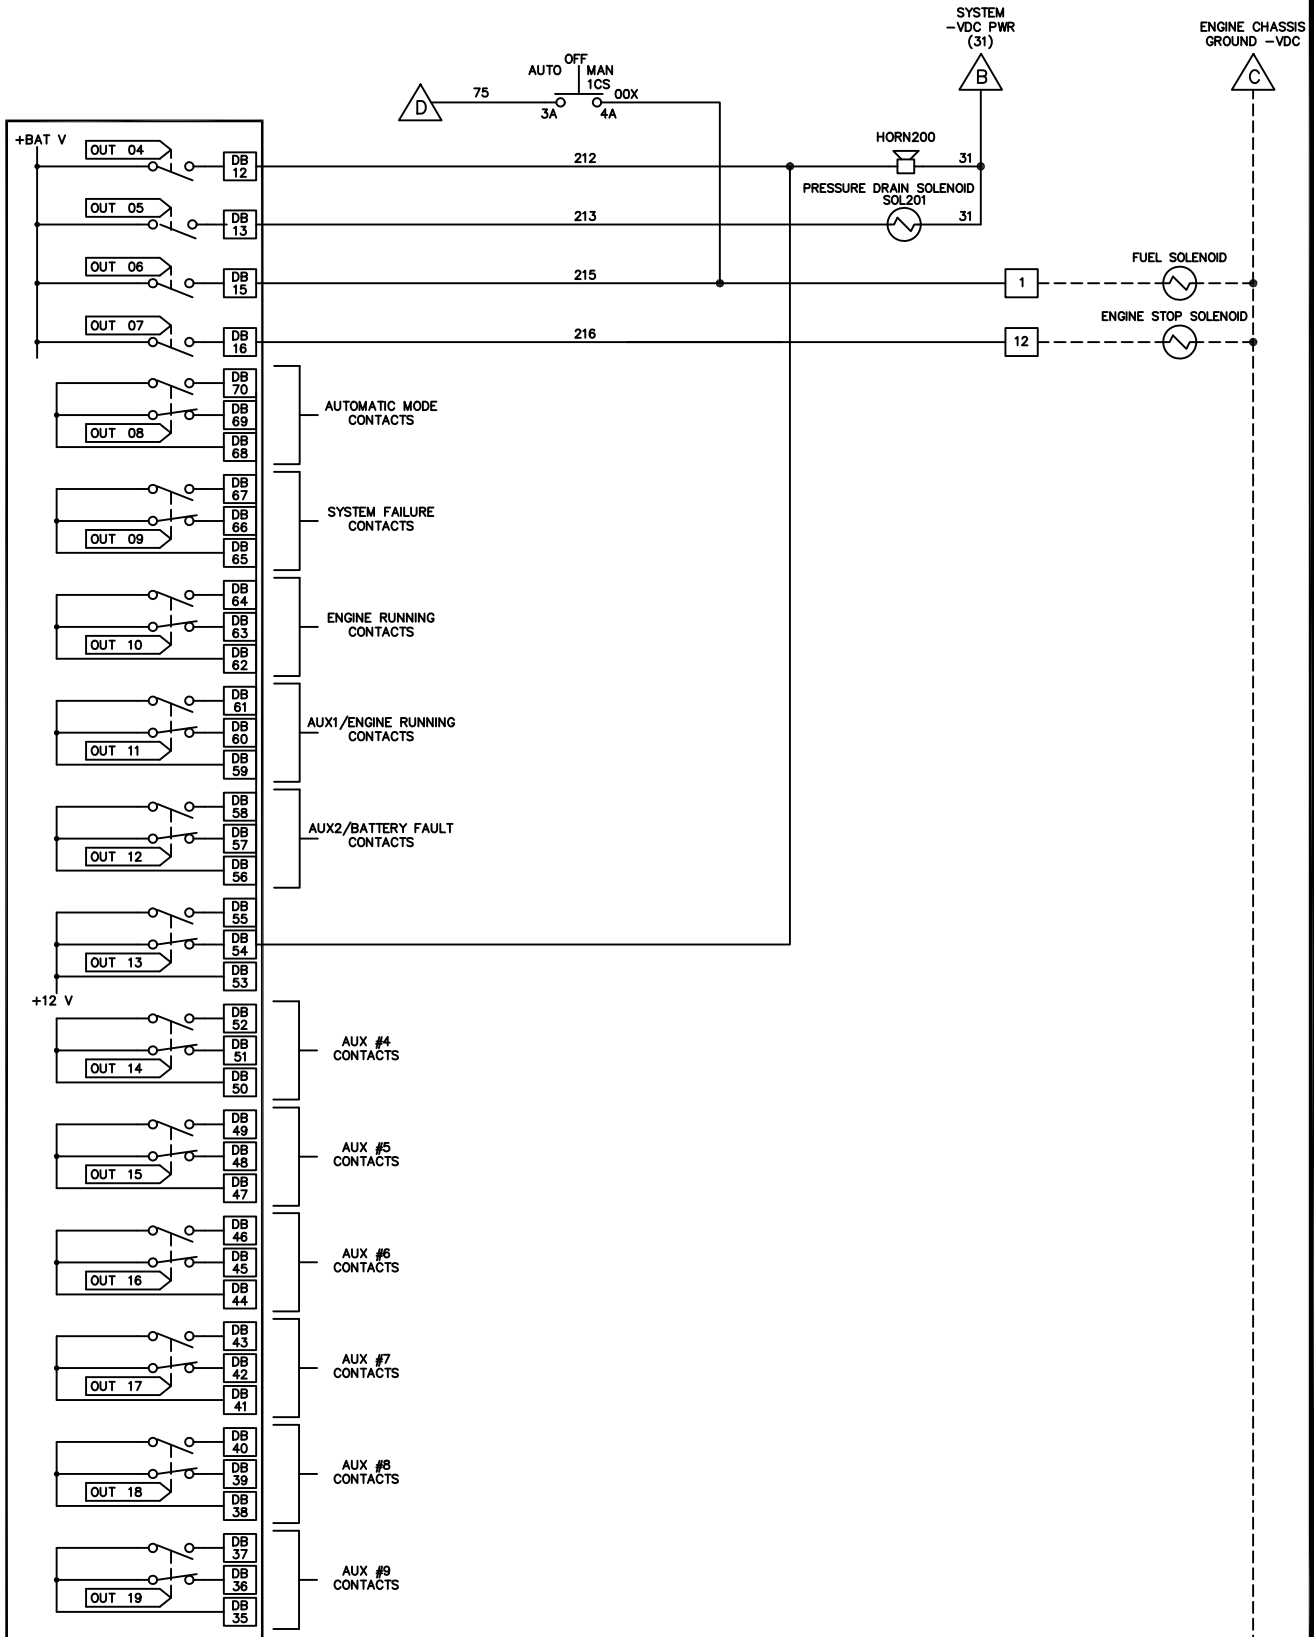 SYSTEM
-VDC PWR
(31)
B
ENGINE CHASSIS
GROUND -VDC
C
OFF
AUTO MAN
1CS
D
75
00X
3A 4A
+BAT V
OUT 04
DB
12
212
HORN200
31
PRESSURE DRAIN SOLENOID
SOL201
OUT 05
DB
13
213
31
OUT 06
DB
15
215
1
FUEL SOLENOID
OUT 07
DB
16
216
12
ENGINE STOP SOLENOID
DB
70
DB
69
OUT 08
DB
68
AUTOMATIC MODE
CONTACTS
DB
67
DB
66
OUT 09
DB
65
SYSTEM FAILURE
CONTACTS
DB
64
DB
63
OUT 10
DB
62
ENGINE RUNNING
CONTACTS
DB
61
DB
60
OUT 11
DB
59
AUX1/ENGINE RUNNING
CONTACTS
DB
58
DB
57
OUT 12
DB
56
AUX2/BATTERY FAULT
CONTACTS
DB
55
DB
54
OUT 13
DB
53
+12 V
DB
52
DB
51
OUT 14
DB
50
AUX #4
CONTACTS
DB
49
DB
48
OUT 15
DB
47
AUX #5
CONTACTS
DB
46
DB
45
OUT 16
DB
44
AUX #6
CONTACTS
DB
43
DB
42
OUT 17
DB
41
AUX #7
CONTACTS
DB
40
DB
39
OUT 18
DB
38
AUX #8
CONTACTS
DB
37
DB
36
OUT 19
DB
35
AUX #9
CONTACTS